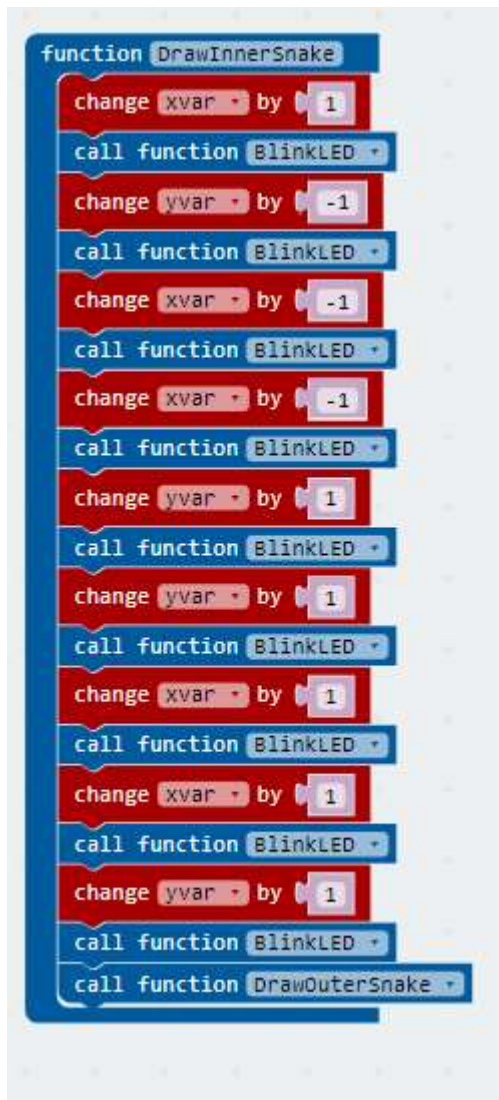 function DrawInnerSnake
change xvar by 1
call function BlinkLED
change yvar by -1
call function BlinkLED
change xvar by -1
call function BlinkLED
change xvar by -1
call function BlinkLED
change yvar by 1
call function BlinkLED
change yvar by 1
call function BlinkLED
change xvar by 1
call function BlinkLED
change xvar by 1
call function BlinkLED
change yvar by 1
call function BlinkLED
call function DrawOuterSnake